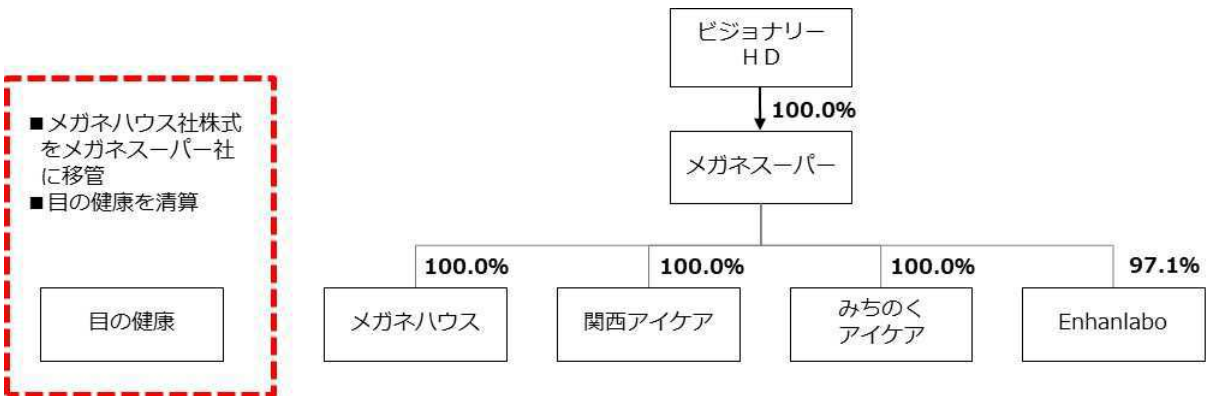 ビジョナリー
ＨＤ
100.0%
メガネスーパー
■メガネハウス社株式
をメガネスーパー社
に移管
■目の健康を清算
100.0%
100.0%
100.0%
97.1%
目の健康
メガネハウス
関西アイケア
みちのく
アイケア
Enhanlabo